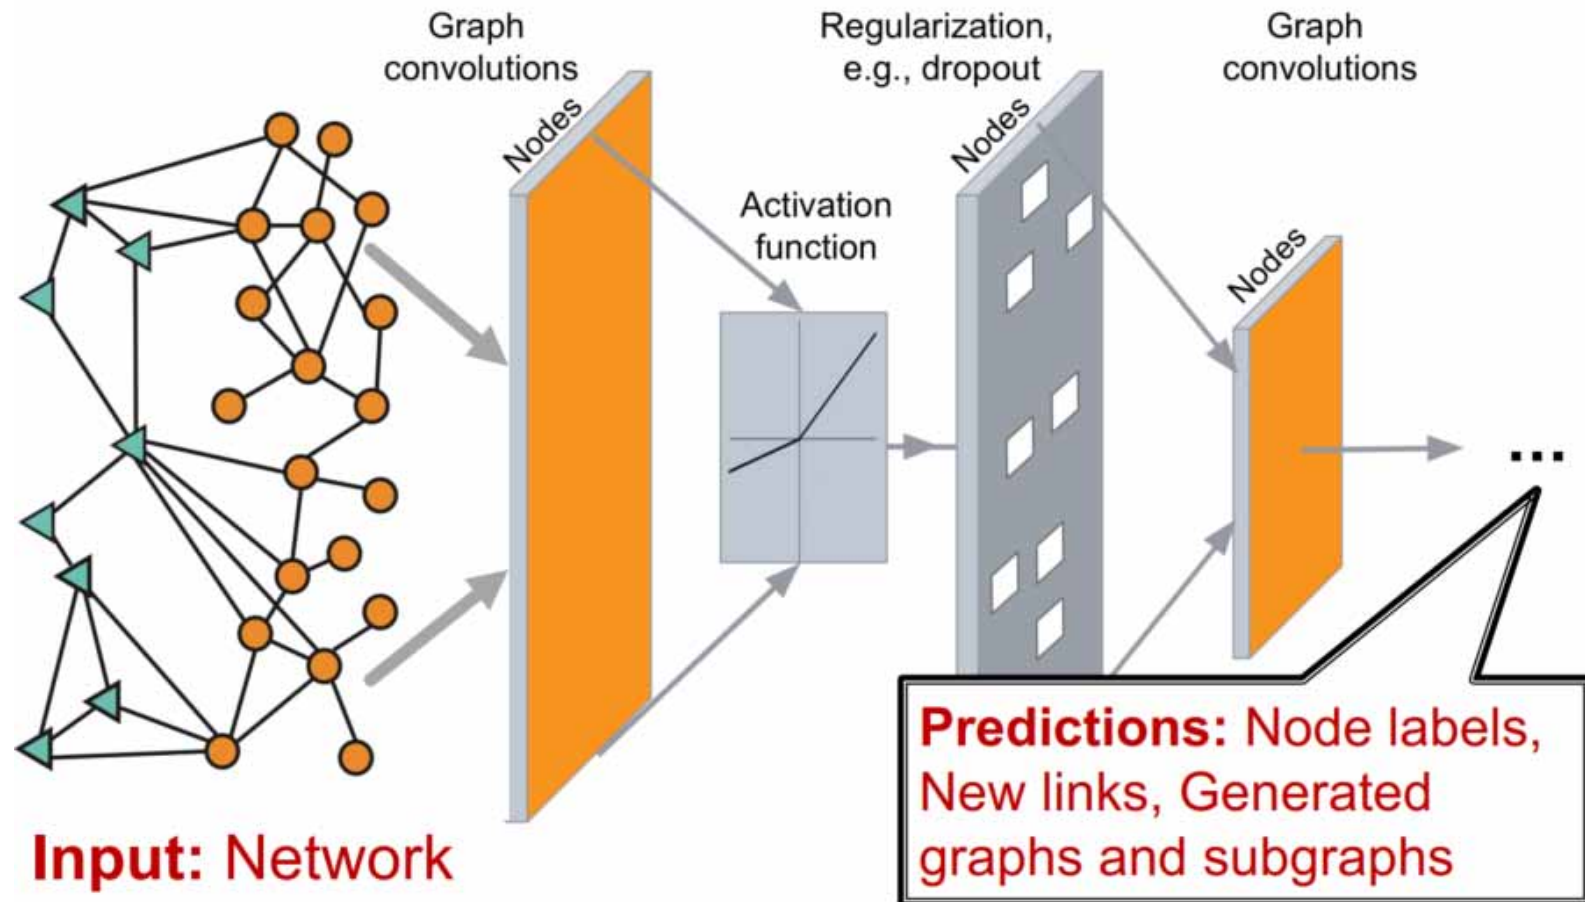 Graph
convolutions
Regularization,
e.g., dropout
Graph
convolutions
Nodes
Nodes
Activation
function
Nodes
...
Input: Network
Predictions: Node labels,
New links, Generated
graphs and subgraphs